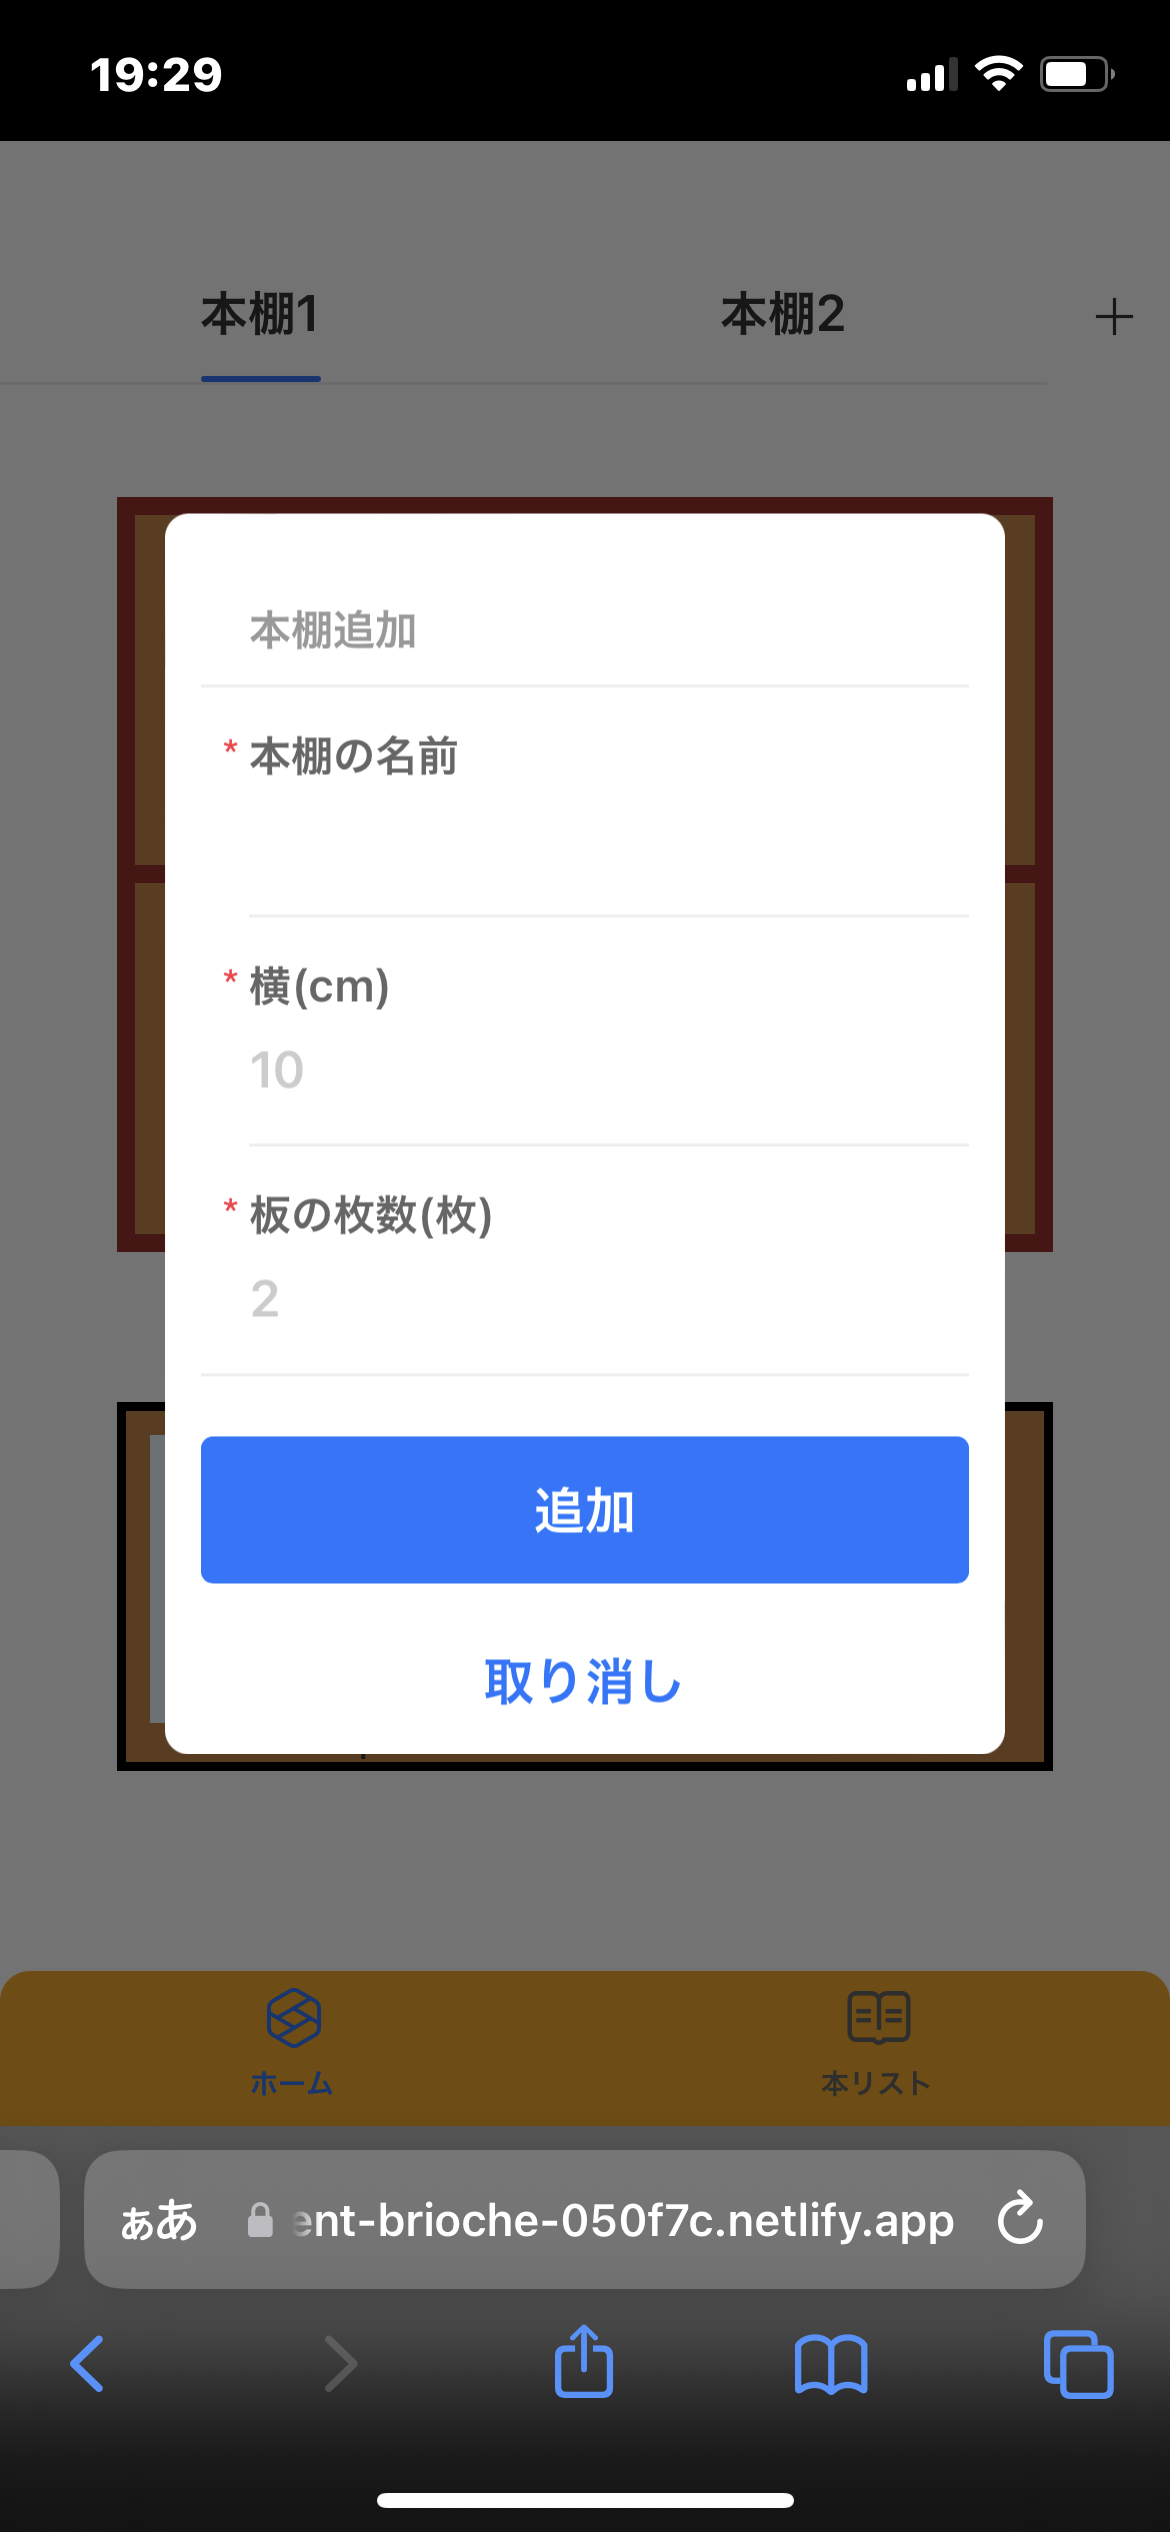 19:29
本棚1
本棚2
本棚追加
* 本棚の名前
* 横(cm)
10
* 板の枚数(枚)
2
追加
取り消し
ホーム
本リスト
ぁあ
ent-brioche-050f7c.netlify.app